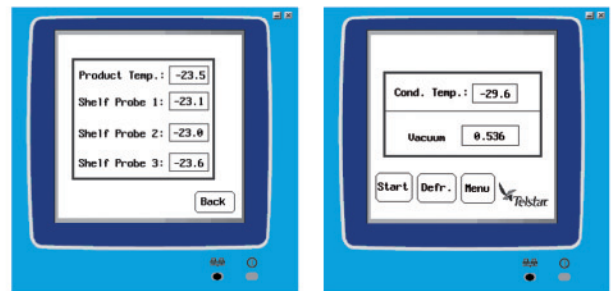 Product Temp.: -23.5
Shelf Probe 1: -23.1
Shelf Probe 2: -23.0
Shelf Probe 3: -23.6
Back
Cond. Temp.: -29.6
Vacuum 0.536
Start Defr. Menu Telstar